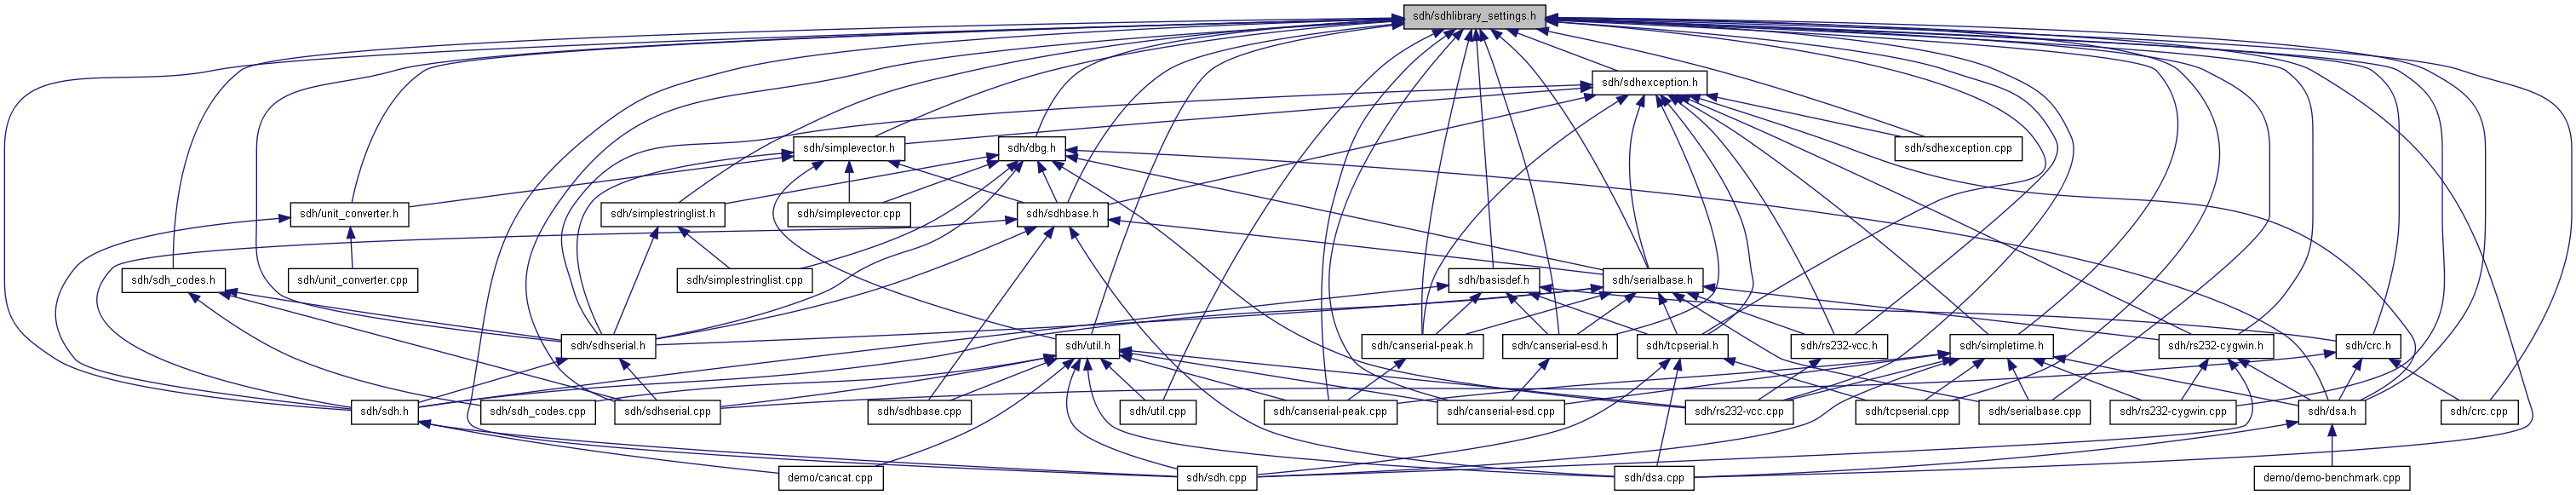 sdh/sdhlibrary_settings.h
sdh/sdhexception.h
sdh/simplevector.h
sdh/dbg.h
sdh/sdhexception.cpp
sdh/unit_converter.h
sdh/simplestringlist.h
sdh/simplevector.cpp
sdh/sdhbase.h
sdh/sdh_codes.h
sdh/unit_converter.cpp
sdh/simplestringlist.cpp
sdh/basisdef.h
sdh/serialbase.h
sdh/sdhserial.h
sdh/util.h
sdh/canserial-peak.h
sdh/canserial-esd.h
sdh/tcpserial.h
sdh/rs232-vcc.h
sdh/simpletime.h
sdh/rs232-cygwin.h
sdh/crc.h
sdh/sdh.h
sdh/sdh_codes.cpp
sdh/sdhserial.cpp
sdh/sdhbase.cpp
sdh/util.cpp
sdh/canserial-peak.cpp
sdh/canserial-esd.cpp
sdh/rs232-vcc.cpp
sdh/tcpserial.cpp
sdh/serialbase.cpp
sdh/rs232-cygwin.cpp
sdh/dsa.h
sdh/crc.cpp
demo/cancat.cpp
sdh/sdh.cpp
sdh/dsa.cpp
demo/demo-benchmark.cpp